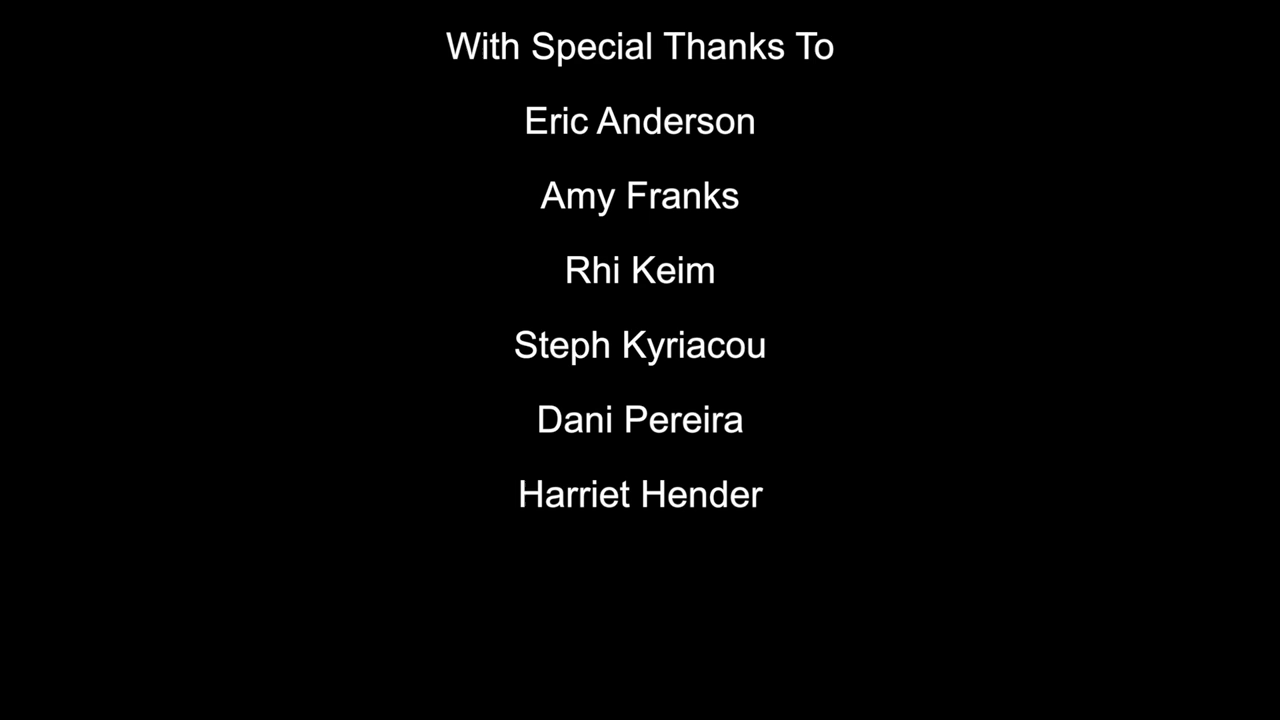 With Special Thanks To
Eric Anderson
Amy Franks
Rhi Keim
Steph Kyriacou
Dani Pereira
Harriet Hender